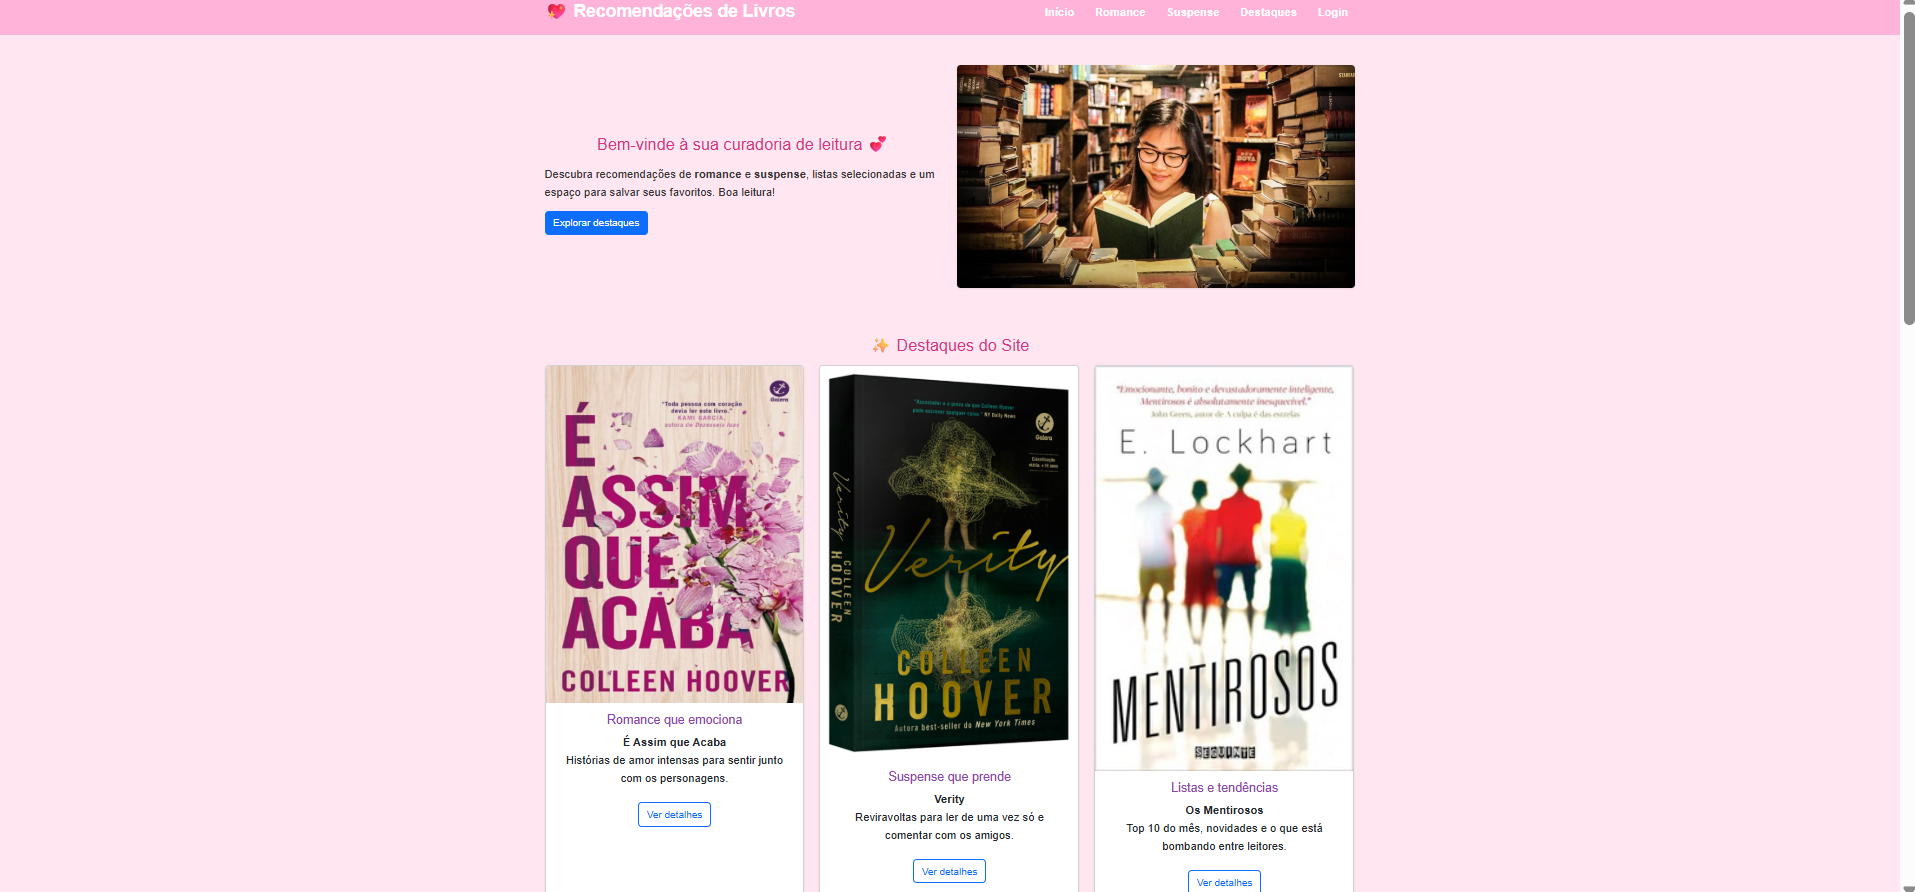 💖 Recomendações de Livros
Início Romance Suspense Destaques Login
Bem-vinde à sua curadoria de leitura 💕
Descubra recomendações de romance e suspense, listas selecionadas e um
espaço para salvar seus favoritos. Boa leitura!
Explorar destaques
✨ Destaques do Site
Galera
"Toda pessoa com coração
devia ler este livro."
KAMI GARCIA,
autora de Dezesseis luas
É
ASSIM
QUE
ACABA
COLLEEN HOOVER
Romance que emociona
É Assim que Acaba
Histórias de amor intensas para sentir junto
com os personagens.
Ver detalhes
NY Daily News
Galera
Verity
COLLEEN
HOOVER
Verity
COLLEEN
HOOVER
Autora best-seller do New York Times
Suspense que prende
Verity
Reviravoltas para ler de uma vez só e
comentar com os amigos.
Ver detalhes
"Emocionante, bonito e devastadoramente inteligente,
Mentirosos é absolutamente inesquecível."
John Green, autor de A culpa é das estrelas
E. Lockhart
MENTIROSOS
SEGUINTE
Listas e tendências
Os Mentirosos
Top 10 do mês, novidades e o que está
bombando entre leitores.
Ver detalhes